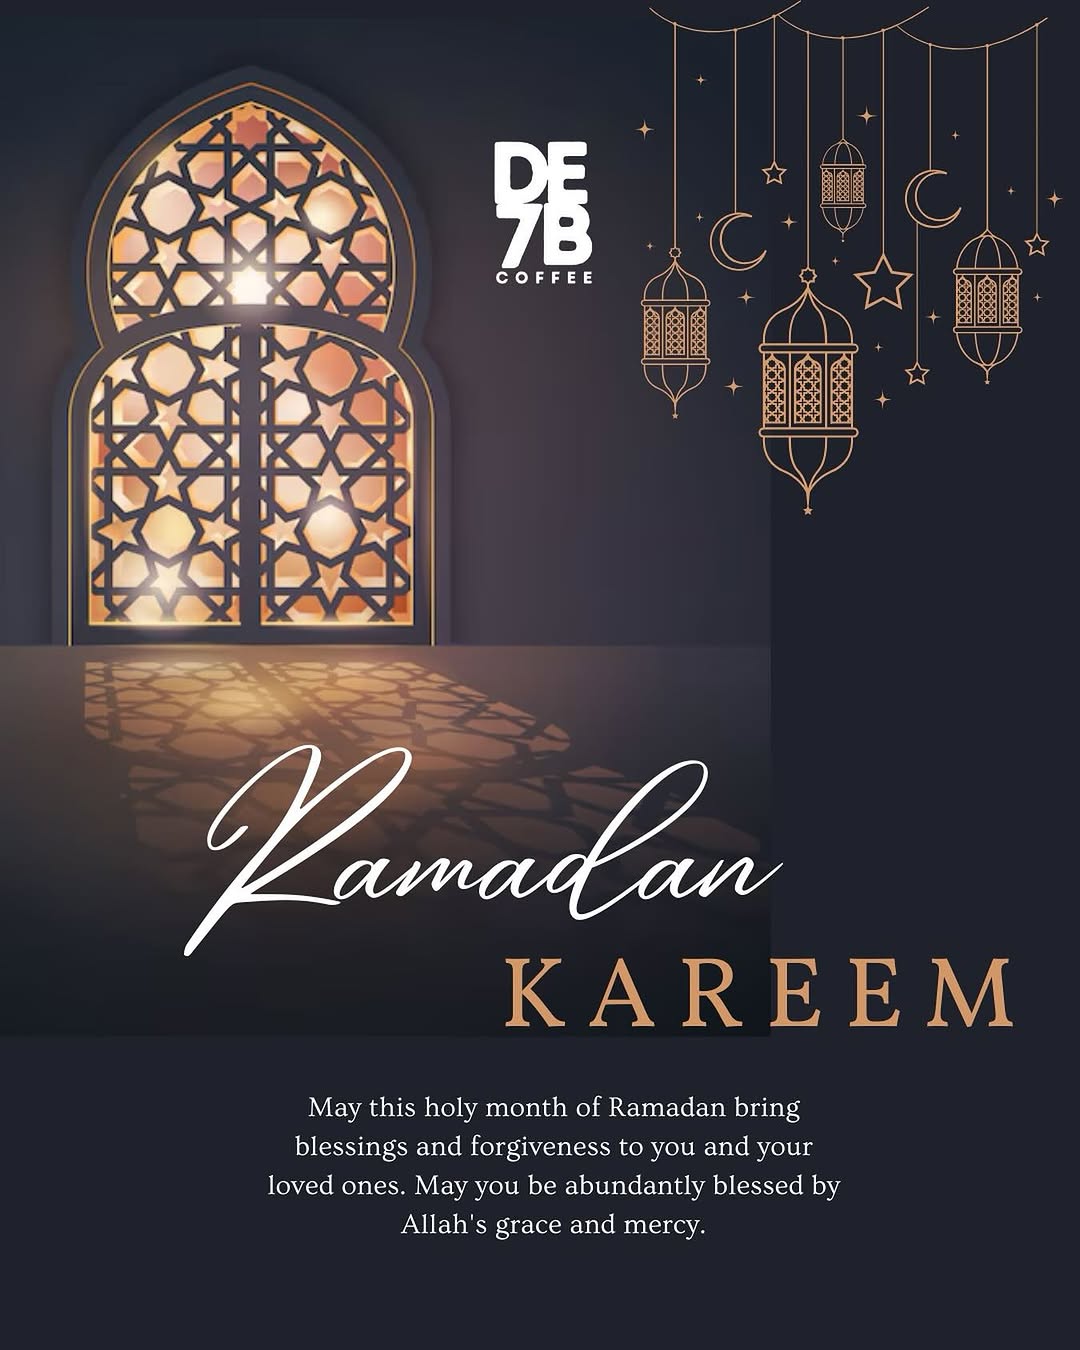 DE
7B
COFFEE
Ramadan
KAREEM
May this holy month of Ramadan bring
blessings and forgiveness to you and your
loved ones. May you be abundantly blessed by
Allah's grace and mercy.